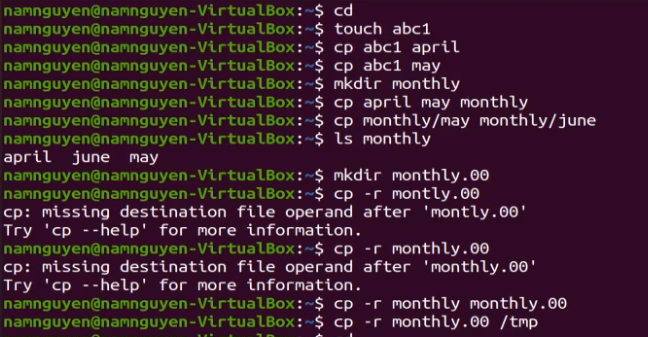 namnguyen@namnguyen-VirtualBox:~$ cd
namnguyen@namnguyen-VirtualBox:~$ touch abc1
namnguyen@namnguyen-VirtualBox:~$ cp abc1 april
namnguyen@namnguyen-VirtualBox:~$ cp abc1 may
namnguyen@namnguyen-VirtualBox:~$ mkdir monthly
namnguyen@namnguyen-VirtualBox:~$ cp april may monthly
namnguyen@namnguyen-VirtualBox:~$ cp monthly/may monthly/june
namnguyen@namnguyen-VirtualBox:~$ ls monthly
april  june  may
namnguyen@namnguyen-VirtualBox:~$ mkdir monthly.00
namnguyen@namnguyen-VirtualBox:~$ cp -r montly.00
cp: missing destination file operand after 'montly.00'
Try 'cp --help' for more information.
namnguyen@namnguyen-VirtualBox:~$ cp -r monthly.00
cp: missing destination file operand after 'monthly.00'
Try 'cp --help' for more information.
namnguyen@namnguyen-VirtualBox:~$ cp -r monthly monthly.00
namnguyen@namnguyen-VirtualBox:~$ cp -r monthly.00 /tmp